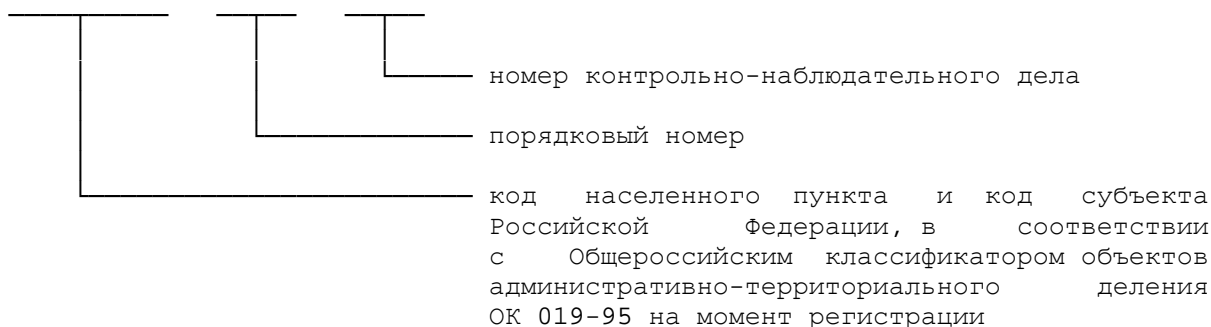 номер контрольно-наблюдательного дела
порядковый номер
код населенного пункта и код субъекта
Российской Федерации, в соответствии
с Общероссийским классификатором объектов
административно-территориального деления
ОК 019-95 на момент регистрации